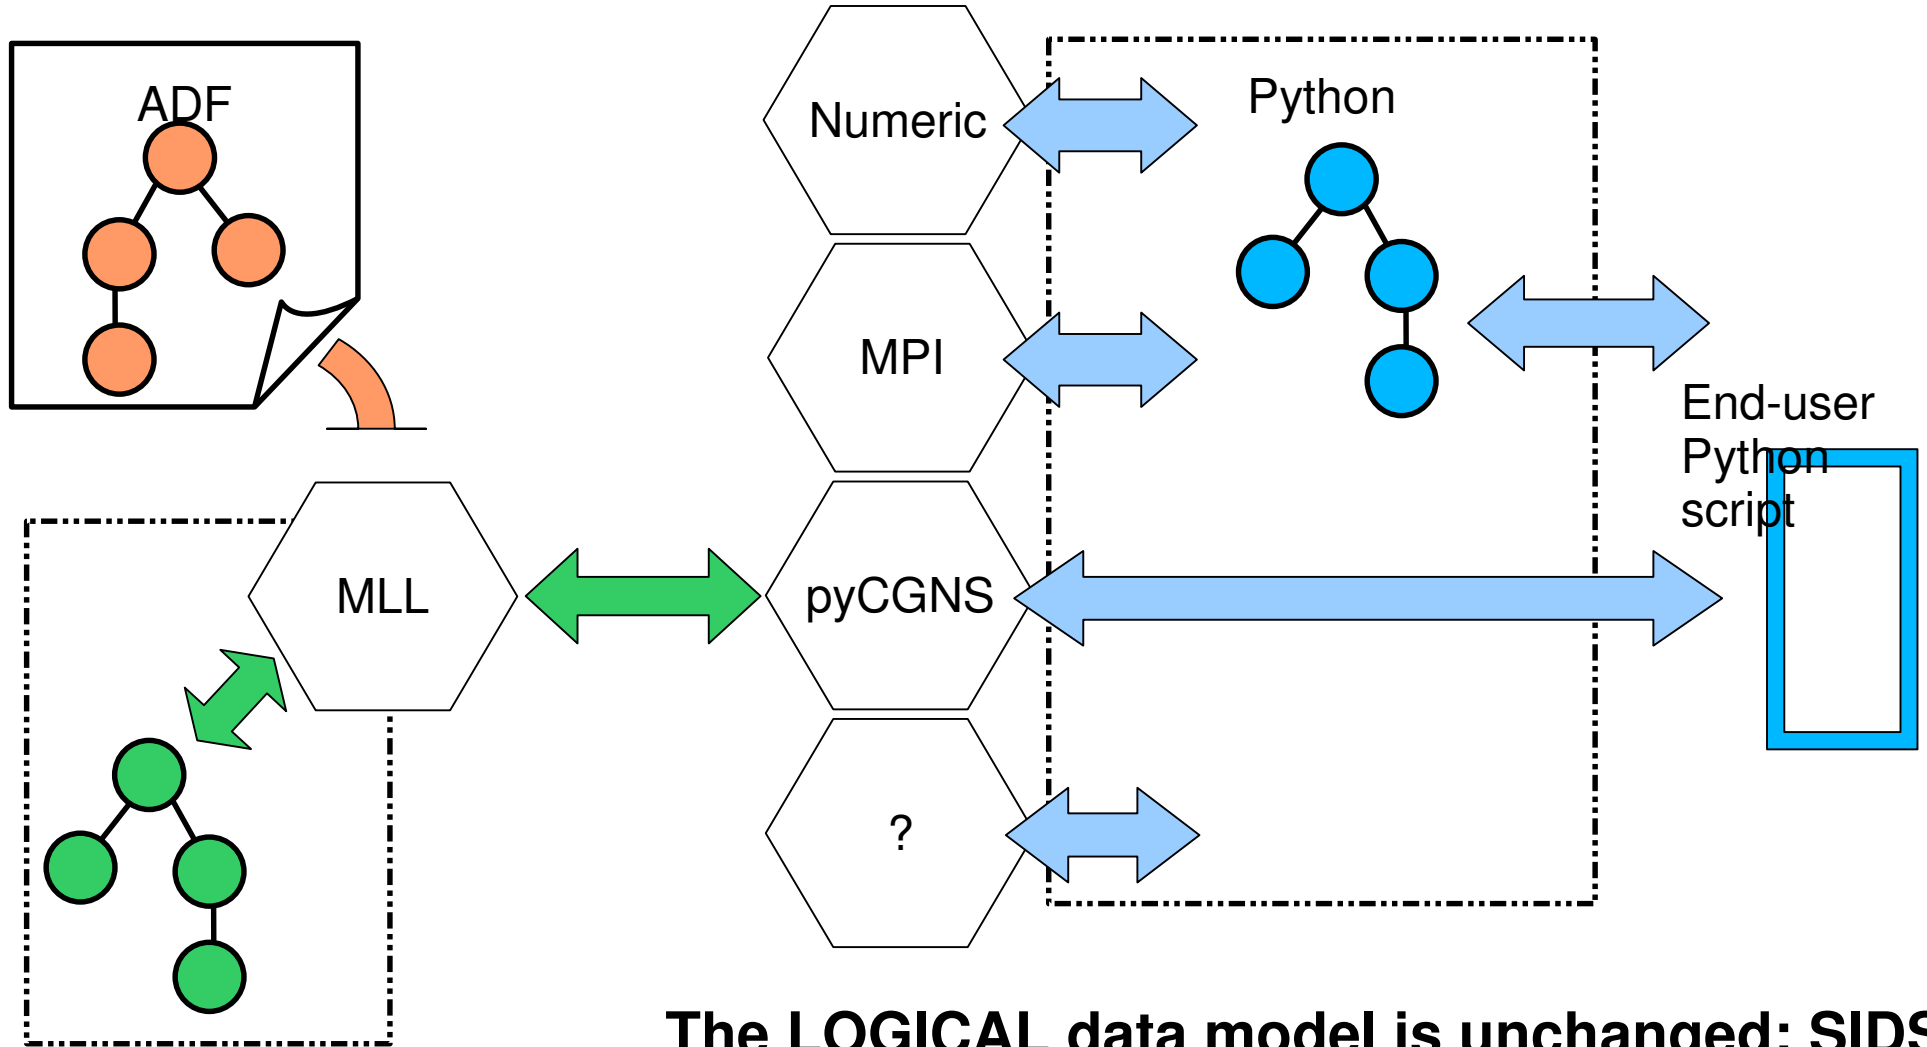 ADF
Numeric
Python
MPI
End-user
Python
script
MLL
pyCGNS
?
The LOGICAL data model is unchanged: SIDS